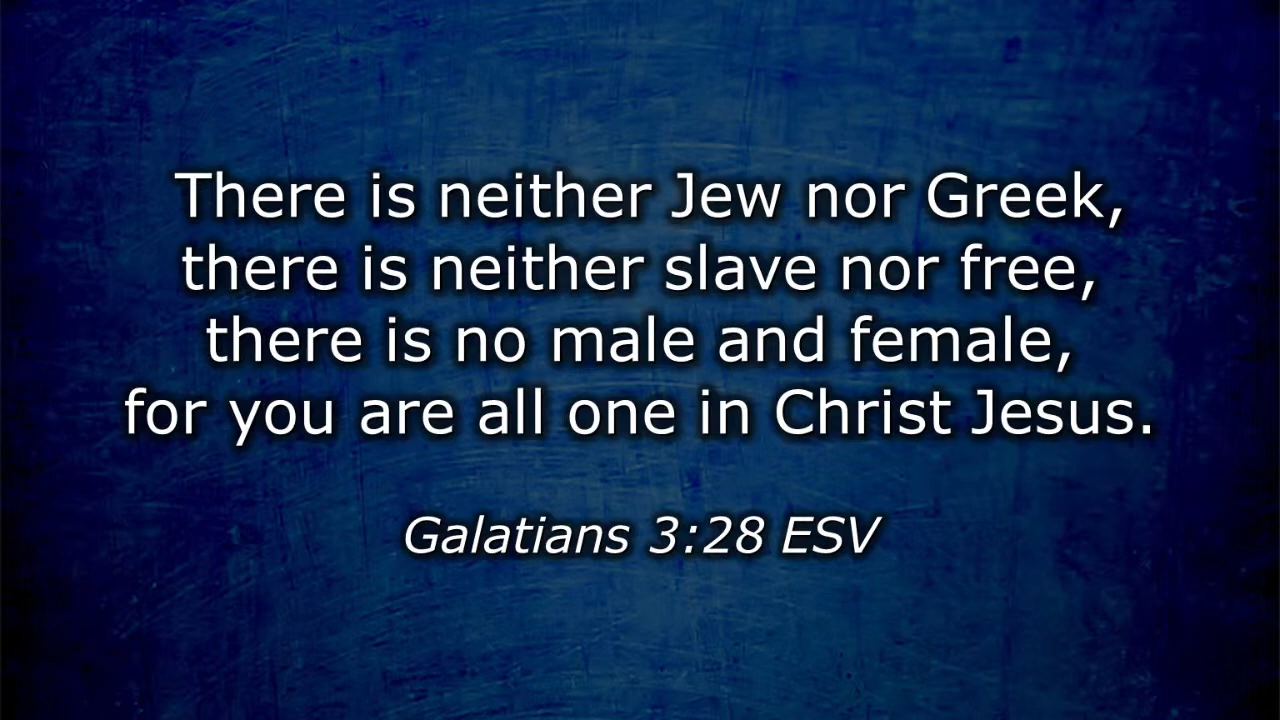 There is neither Jew nor Greek,
there is neither slave nor free,
there is no male and female,
for you are all one in Christ Jesus.
Galatians 3:28 ESV